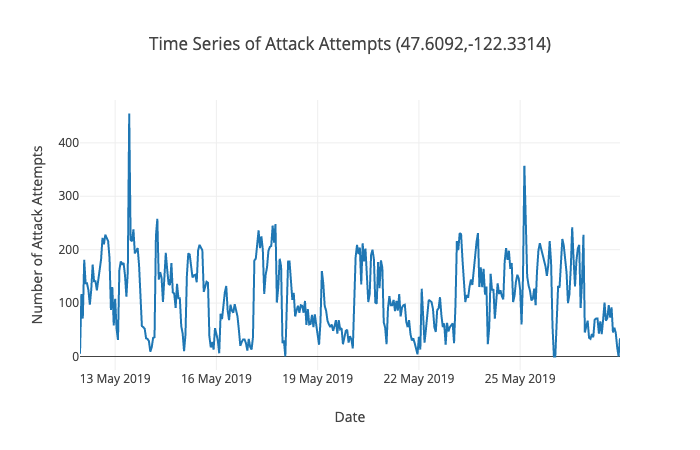 Time Series of Attack Attempts (47.6092,-122.3314)
Number of Attack Attempts
400
300
200
100
0
13 May 2019
16 May 2019
19 May 2019
22 May 2019
25 May 2019
Date